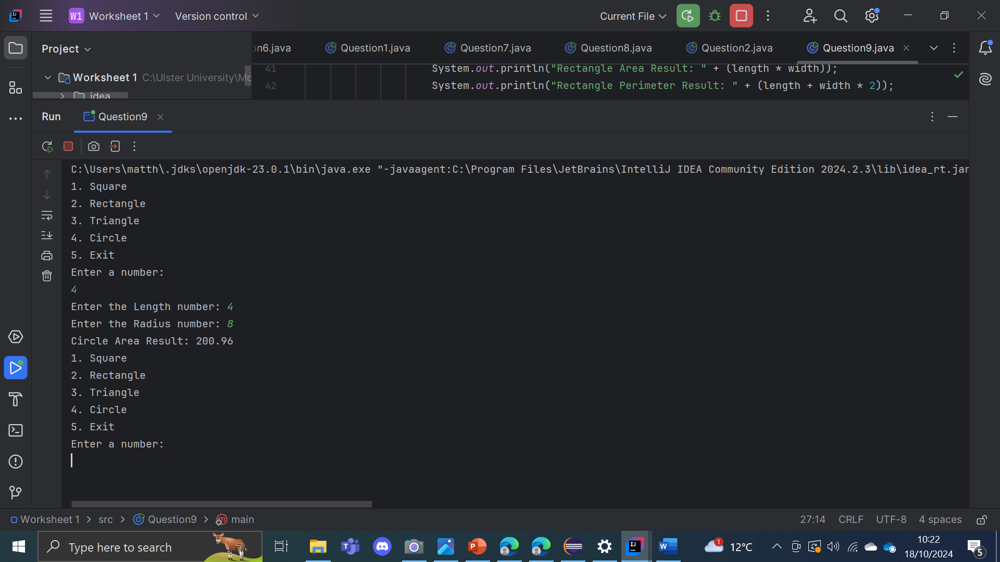 W1 Worksheet 1 Version control Current File
Project
on6.java Question1.java Question7.java Question8.java Question2.java Question9.java
Worksheet 1 C:\Ulster University\Mo
idea
41 System.out.println("Rectangle Area Result: " + (length * width));
42 System.out.println("Rectangle Perimeter Result: " + (length + width * 2));
Run Question9
C:\Users\matth\.jdks\openjdk-23.0.1\bin\java.exe "-javaagent:C:\Program Files\JetBrains\IntelliJ IDEA Community Edition 2024.2.3\lib\idea_rt.jar
1. Square
2. Rectangle
3. Triangle
4. Circle
5. Exit
Enter a number:
4
Enter the Length number: 4
Enter the Radius number: 8
Circle Area Result: 200.96
1. Square
2. Rectangle
3. Triangle
4. Circle
5. Exit
Enter a number:
Worksheet 1 > src > Question9 > main 27:14 CRLF UTF-8 4 spaces
Type here to search
1 12°C
10:22
18/10/2024
5